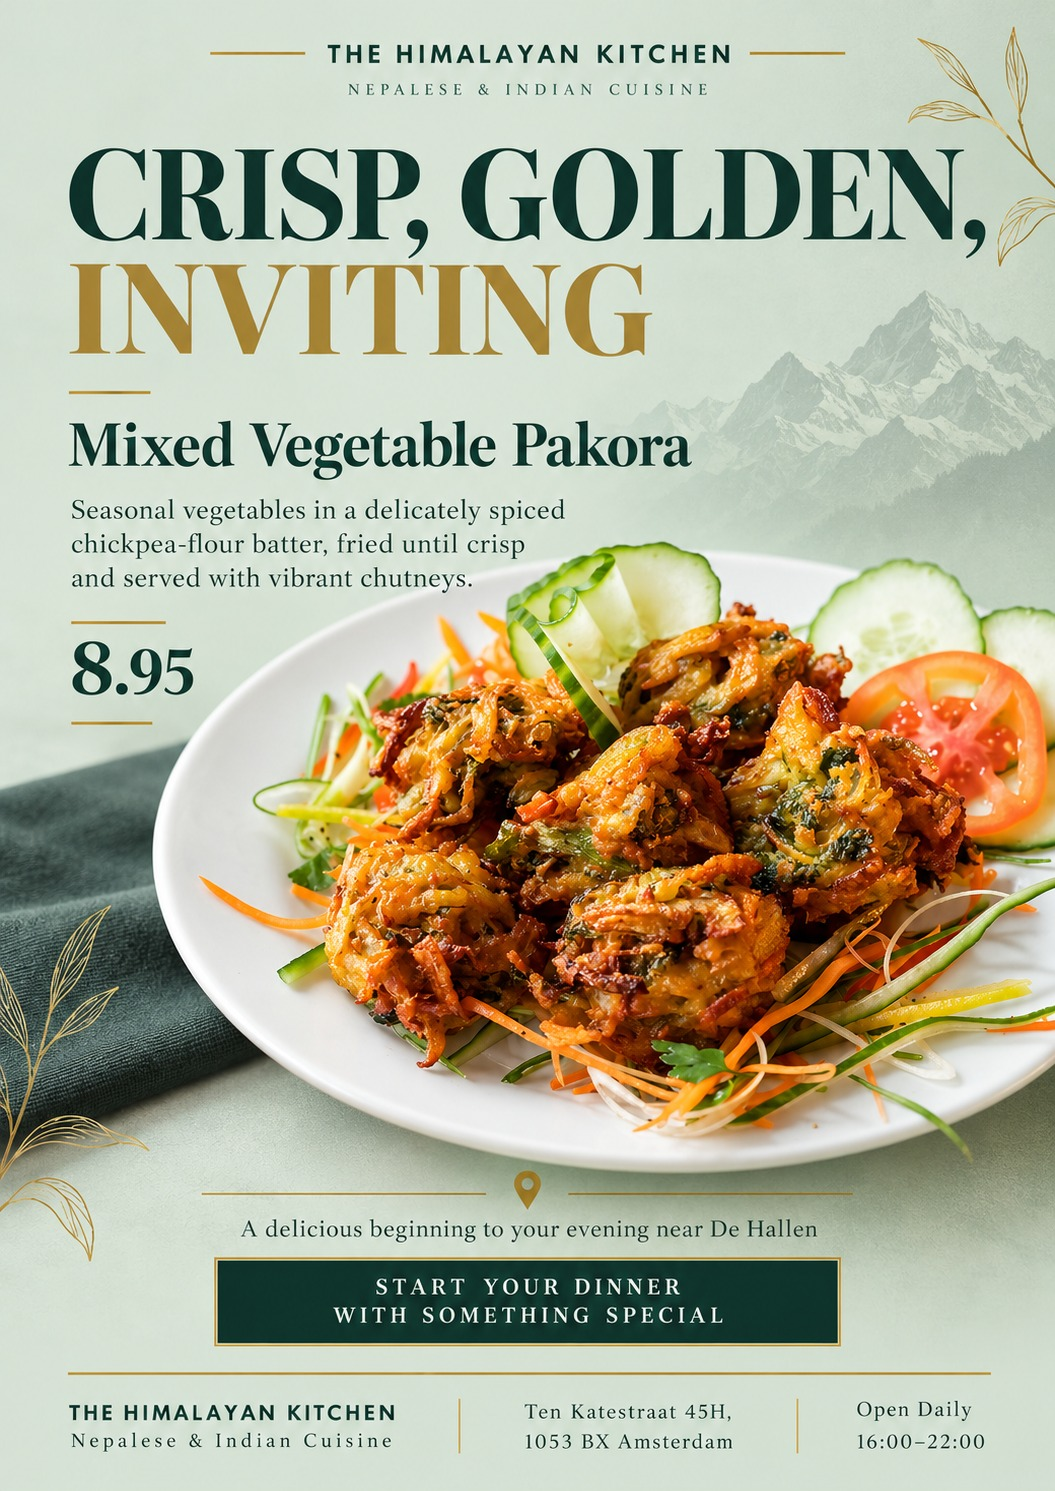 THE HIMALAYAN KITCHEN
NEPALESE & INDIAN CUISINE
CRISP, GOLDEN,
INVITING
Mixed Vegetable Pakora
Seasonal vegetables in a delicately spiced
chickpea-flour batter, fried until crisp
and served with vibrant chutneys.
8.95
A delicious beginning to your evening near De Hallen
START YOUR DINNER
WITH SOMETHING SPECIAL
THE HIMALAYAN KITCHEN
Nepalese & Indian Cuisine
Ten Katestraat 45H,
1053 BX Amsterdam
Open Daily
16:00–22:00